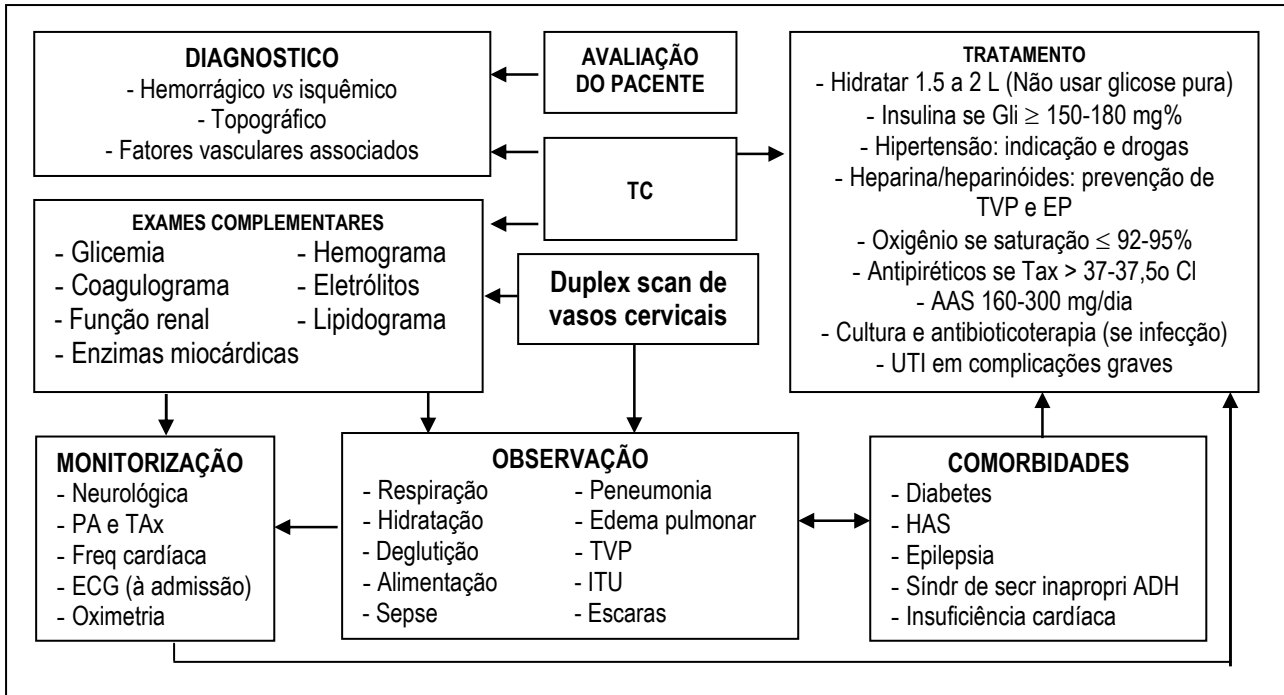 DIAGNOSTICO
- Hemorrágico vs isquêmico
- Topográfico
- Fatores vasculares associados
AVALIAÇÃO
DO PACENTE
TC
TRATAMENTO
- Hidratar 1.5 a 2 L (Não usar glicose pura)
- Insulina se Gli ≥ 150-180 mg%
- Hipertensão: indicação e drogas
- Heparina/heparinóides: prevenção de
TVP e EP
- Oxigênio se saturação ≤ 92-95%
- Antipiréticos se Tax > 37-37,5o Cl
- AAS 160-300 mg/dia
- Cultura e antibioticoterapia (se infecção)
- UTI em complicações graves
EXAMES COMPLEMENTARES
- Glicemia - Hemograma
- Coagulograma - Eletrólitos
- Função renal - Lipidograma
- Enzimas miocárdicas
Duplex scan de
vasos cervicais
MONITORIZAÇÃO
- Neurológica
- PA e TAx
- Freq cardíaca
- ECG (à admissão)
- Oximetria
OBSERVAÇÃO
- Respiração - Peneumonia
- Hidratação - Edema pulmonar
- Deglutição - TVP
- Alimentação - ITU
- Sepse - Escaras
COMORBIDADES
- Diabetes
- HAS
- Epilepsia
- Síndr de secr inapropri ADH
- Insuficiência cardíaca